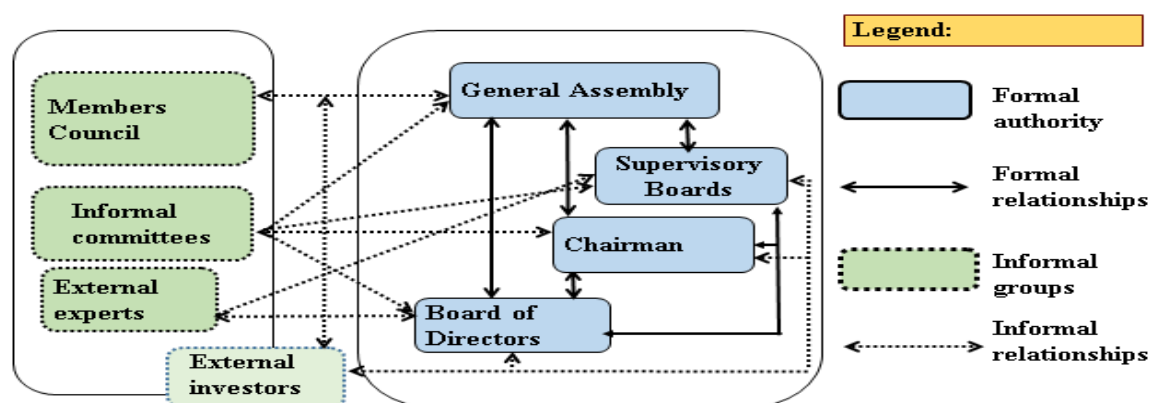 Members
Council
Informal
committees
External
experts
External
investors
General Assembly
Supervisory
Boards
Chairman
Board of
Directors
Legend:
Formal
authority
Formal
relationships
Informal
groups
Informal
relationships